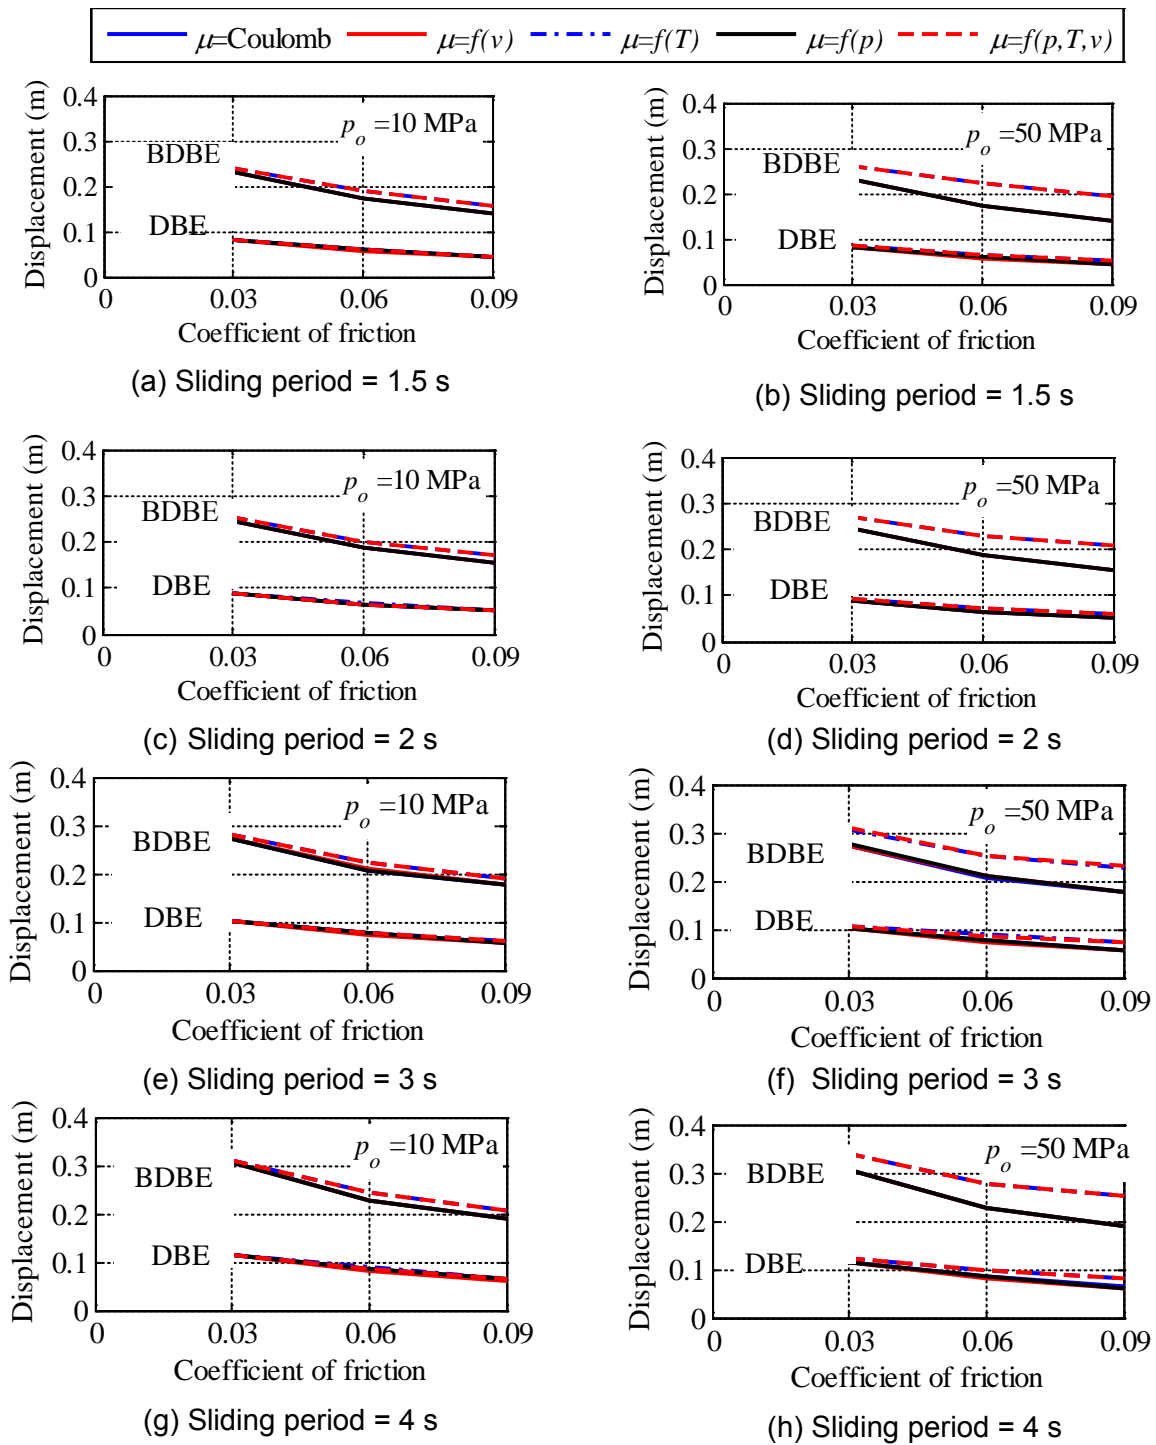 μ=Coulomb μ=f(v) μ=f(T) μ=f(p) μ=f(p,T,v)
Displacement (m)
0.4
0.3
0.2
0.1
0
p_o =10 MPa
BDBE
DBE
0 0.03 0.06 0.09
Coefficient of friction
(a) Sliding period = 1.5 s
Displacement (m)
0.4
0.3
0.2
0.1
0
p_o =50 MPa
BDBE
DBE
0 0.03 0.06 0.09
Coefficient of friction
(b) Sliding period = 1.5 s
Displacement (m)
0.4
0.3
0.2
0.1
0
p_o =10 MPa
BDBE
DBE
0 0.03 0.06 0.09
Coefficient of friction
(c) Sliding period = 2 s
Displacement (m)
0.4
0.3
0.2
0.1
0
p_o =50 MPa
BDBE
DBE
0 0.03 0.06 0.09
Coefficient of friction
(d) Sliding period = 2 s
Displacement (m)
0.4
0.3
0.2
0.1
0
p_o =10 MPa
BDBE
DBE
0 0.03 0.06 0.09
Coefficient of friction
(e) Sliding period = 3 s
Displacement (m)
0.4
0.3
0.2
0.1
0
p_o =50 MPa
BDBE
DBE
0 0.03 0.06 0.09
Coefficient of friction
(f) Sliding period = 3 s
Displacement (m)
0.4
0.3
0.2
0.1
0
p_o =10 MPa
BDBE
DBE
0 0.03 0.06 0.09
Coefficient of friction
(g) Sliding period = 4 s
Displacement (m)
0.4
0.3
0.2
0.1
0
p_o =50 MPa
BDBE
DBE
0 0.03 0.06 0.09
Coefficient of friction
(h) Sliding period = 4 s